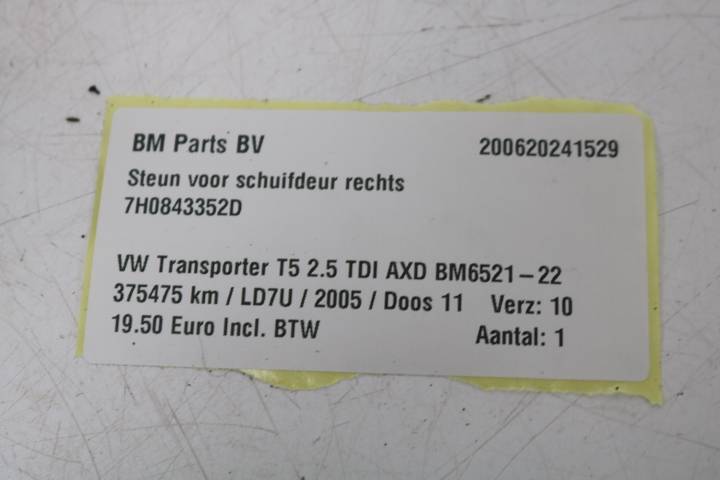 BM Parts BV 200620241529
Steun voor schuifdeur rechts
7H0843352D
VW Transporter T5 2.5 TDI AXD BM6521-22
375475 km / LD7U / 2005 / Doos 11 Verz: 10
19.50 Euro Incl. BTW Aantal: 1